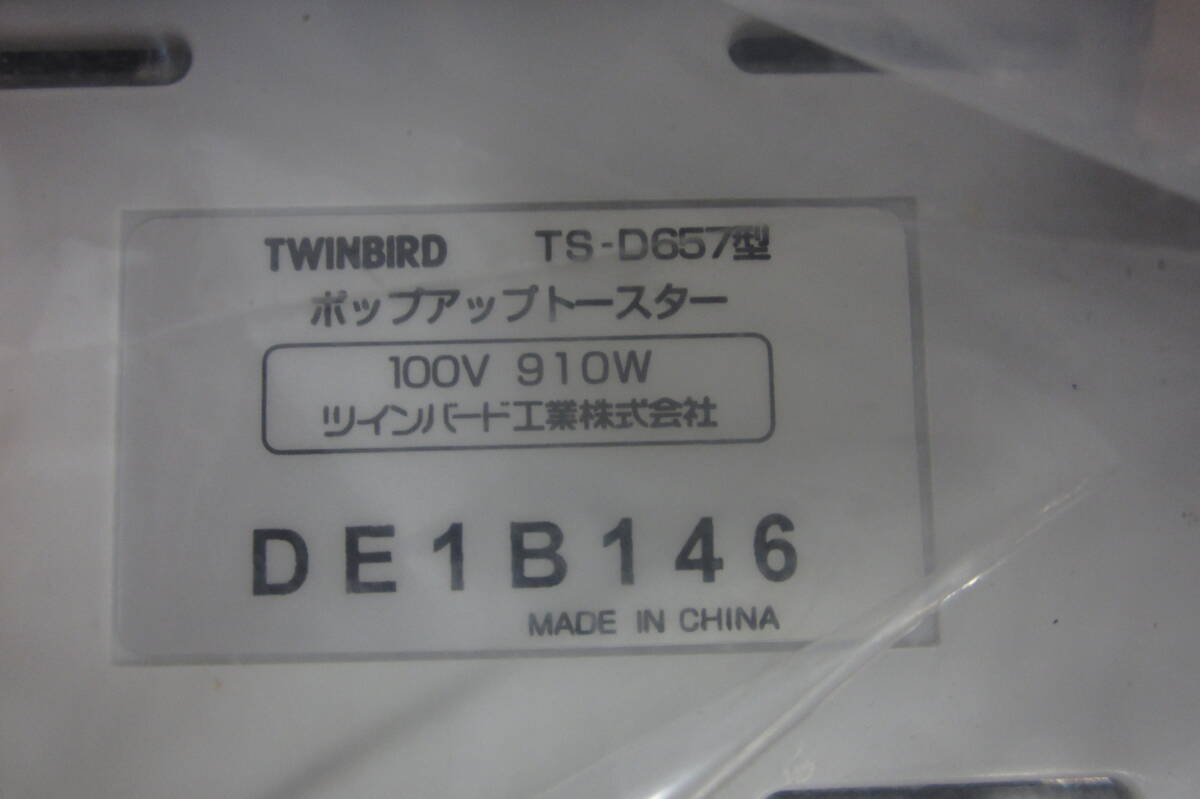 TWINBIRD TS-D657型
ポップアップトースター
100V 910W
ツインバード工業株式会社
DE1B146
MADE IN CHINA